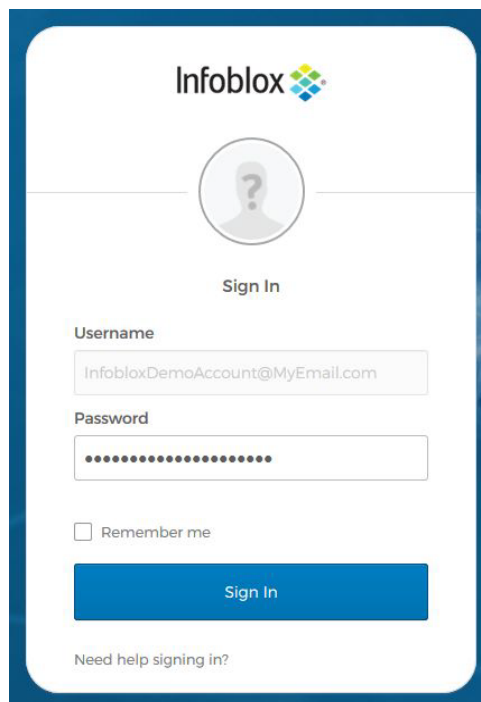 Infoblox
?
Sign In
Username
InfobloxDemoAccount@MyEmail.com
Password
•••••••••••••••••••••
Remember me
Sign In
Need help signing in?